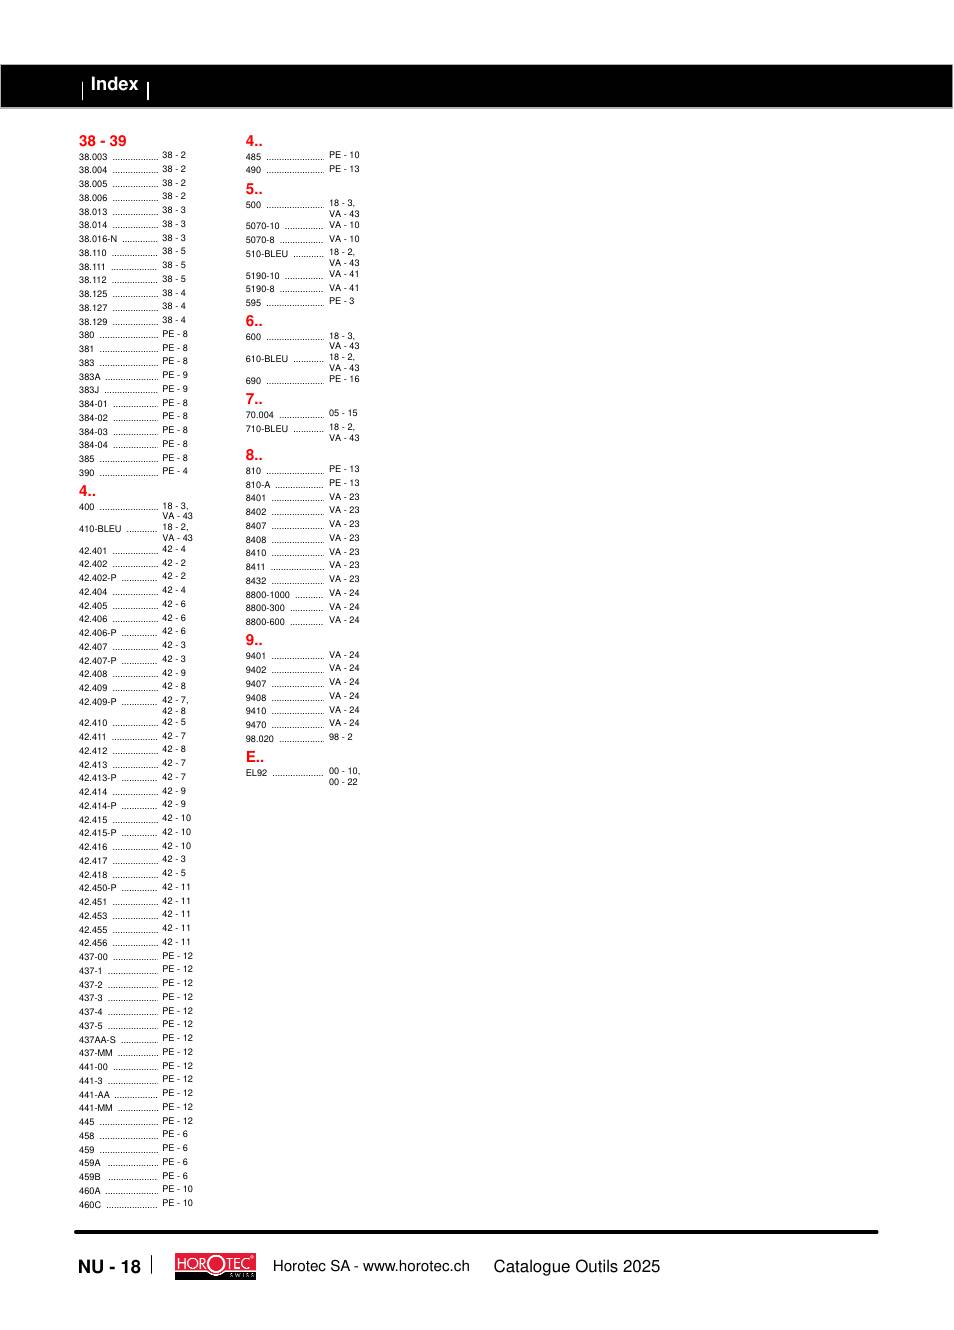 Index
38 - 39
38.003 .................. 38 - 2
38.004 .................. 38 - 2
38.005 .................. 38 - 2
38.006 .................. 38 - 2
38.013 .................. 38 - 3
38.014 .................. 38 - 3
38.016-N .............. 38 - 3
38.110 .................. 38 - 5
38.111 .................. 38 - 5
38.112 .................. 38 - 5
38.125 .................. 38 - 4
38.127 .................. 38 - 4
38.129 .................. 38 - 4
380 ....................... PE - 8
381 ....................... PE - 8
383 ....................... PE - 8
383A ..................... PE - 9
383J ..................... PE - 9
384-01 .................. PE - 8
384-02 .................. PE - 8
384-03 .................. PE - 8
384-04 .................. PE - 8
385 ....................... PE - 8
390 ....................... PE - 4
4..
400 ....................... 18 - 3,
VA - 43
410-BLEU ............ 18 - 2,
VA - 43
42.401 .................. 42 - 4
42.402 .................. 42 - 2
42.402-P .............. 42 - 2
42.404 .................. 42 - 4
42.405 .................. 42 - 6
42.406 .................. 42 - 6
42.406-P .............. 42 - 6
42.407 .................. 42 - 3
42.407-P .............. 42 - 3
42.408 .................. 42 - 9
42.409 .................. 42 - 8
42.409-P .............. 42 - 7,
42 - 8
42.410 .................. 42 - 5
42.411 .................. 42 - 7
42.412 .................. 42 - 8
42.413 .................. 42 - 7
42.413-P .............. 42 - 7
42.414 .................. 42 - 9
42.414-P .............. 42 - 9
42.415 .................. 42 - 10
42.415-P .............. 42 - 10
42.416 .................. 42 - 10
42.417 .................. 42 - 3
42.418 .................. 42 - 5
42.450-P .............. 42 - 11
42.451 .................. 42 - 11
42.453 .................. 42 - 11
42.455 .................. 42 - 11
42.456 .................. 42 - 11
437-00 .................. PE - 12
437-1 .................... PE - 12
437-2 .................... PE - 12
437-3 .................... PE - 12
437-4 .................... PE - 12
437-5 .................... PE - 12
437AA-S .............. PE - 12
437-MM ................ PE - 12
441-00 .................. PE - 12
441-3 .................... PE - 12
441-AA ................. PE - 12
441-MM ................ PE - 12
445 ....................... PE - 12
458 ....................... PE - 6
459 ....................... PE - 6
459A .................... PE - 6
459B .................... PE - 6
460A ..................... PE - 10
460C .................... PE - 10
4..
485 ....................... PE - 10
490 ....................... PE - 13
5..
500 ....................... 18 - 3,
VA - 43
5070-10 ............... VA - 10
5070-8 ................. VA - 10
510-BLEU ............ 18 - 2,
VA - 43
5190-10 ............... VA - 41
5190-8 ................. VA - 41
595 ....................... PE - 3
6..
600 ....................... 18 - 3,
VA - 43
610-BLEU ............ 18 - 2,
VA - 43
690 ....................... PE - 16
7..
70.004 .................. 05 - 15
710-BLEU ............ 18 - 2,
VA - 43
8..
810 ....................... PE - 13
810-A ................... PE - 13
8401 ..................... VA - 23
8402 ..................... VA - 23
8407 ..................... VA - 23
8408 ..................... VA - 23
8410 ..................... VA - 23
8411 ..................... VA - 23
8432 ..................... VA - 23
8800-1000 ........... VA - 24
8800-300 ............. VA - 24
8800-600 ............. VA - 24
9..
9401 ..................... VA - 24
9402 ..................... VA - 24
9407 ..................... VA - 24
9408 ..................... VA - 24
9410 ..................... VA - 24
9470 ..................... VA - 24
98.020 .................. 98 - 2
E..
EL92 .................... 00 - 10,
00 - 22
NU - 18
HOROTEC®
SWISS
Horotec SA - www.horotec.ch
Catalogue Outils 2025